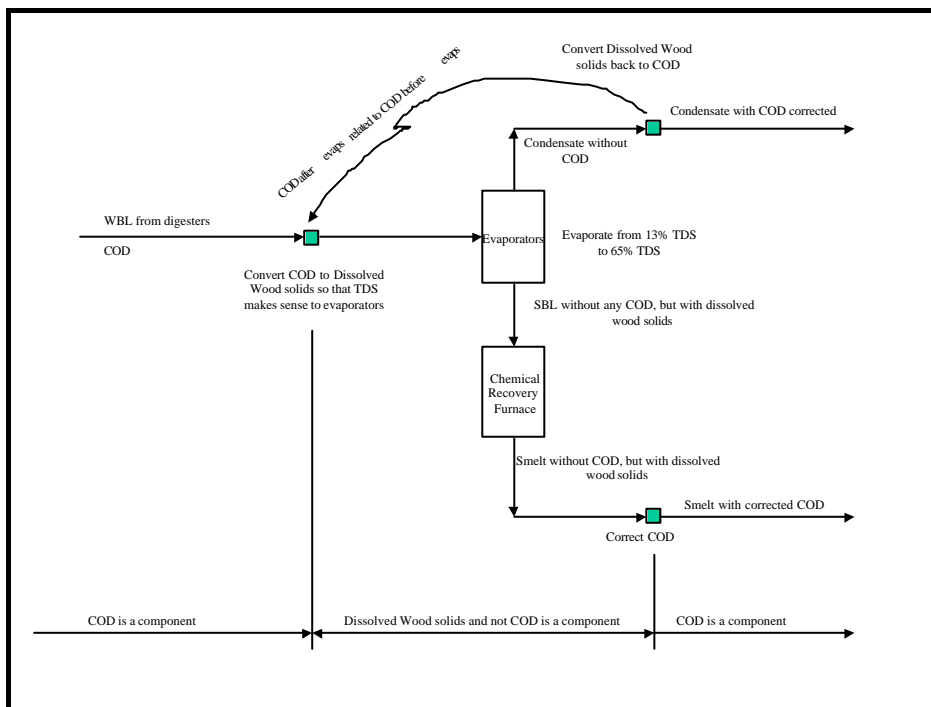 Convert Dissolved Wood
solids back to COD
COD after evaps related to COD before evaps
Condensate with COD corrected
Condensate without
COD
WBL from digesters
COD
Evaporators
Evaporate from 13% TDS
to 65% TDS
Convert COD to Dissolved
Wood solids so that TDS
makes sense to evaporators
SBL without any COD, but with dissolved
wood solids
Chemical
Recovery
Furnace
Smelt without COD, but with dissolved
wood solids
Smelt with corrected COD
Correct COD
COD is a component
Dissolved Wood solids and not COD is a component
COD is a component